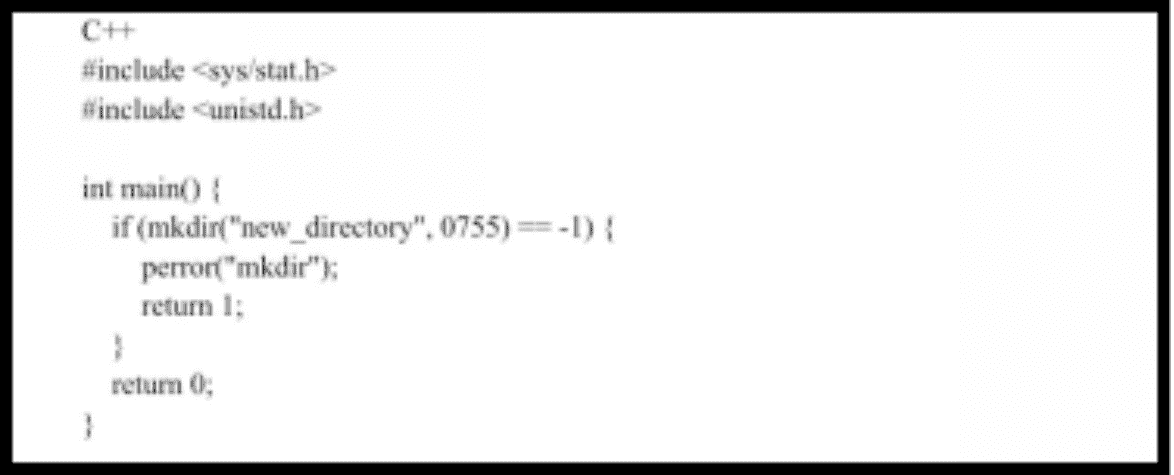 C++
#include <sys/stat.h>
#include <unistd.h>
int main() {
if (mkdir("new_directory", 0755) == -1) {
perror("mkdir");
return 1;
}
return 0;
}